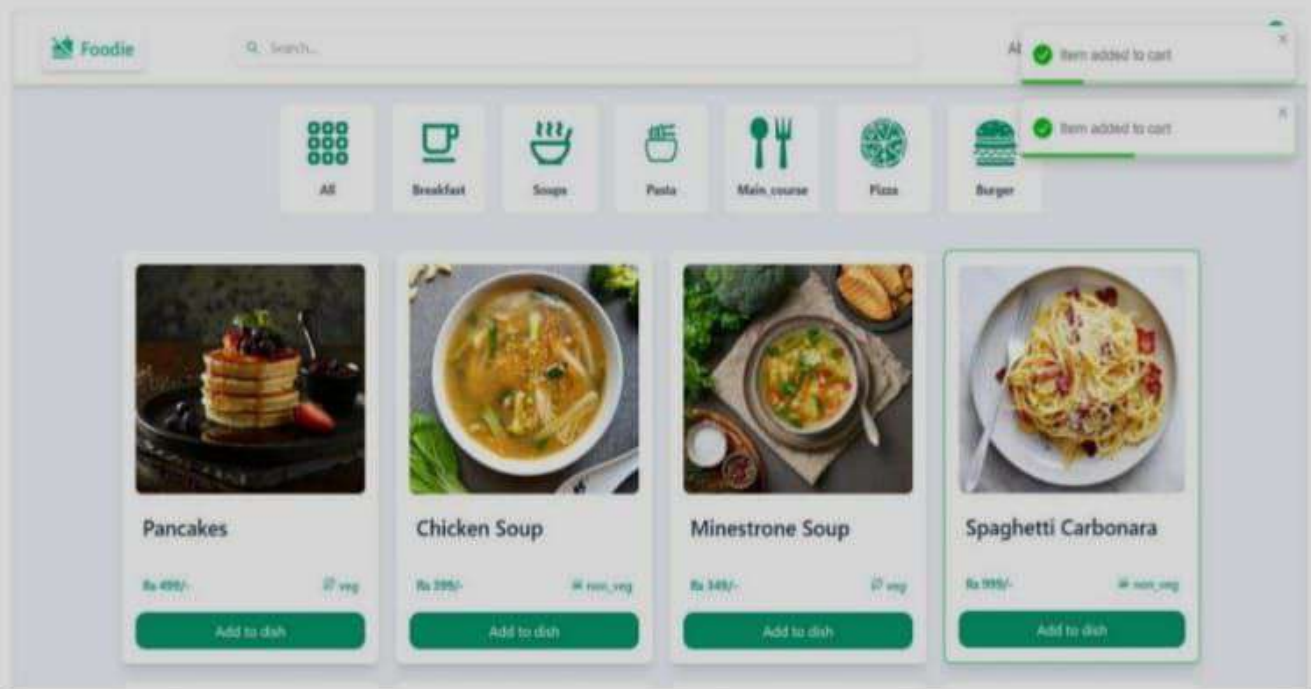 Foodie
Search...
Item added to cart
Item added to cart
All
Breakfast
Soups
Pasta
Main_course
Pizza
Burger
Pancakes
Chicken Soup
Minestrone Soup
Spaghetti Carbonara
Rs 499/- veg
Rs 399/- non_veg
Rs 349/- veg
Rs 999/- non_veg
Add to dish
Add to dish
Add to dish
Add to dish